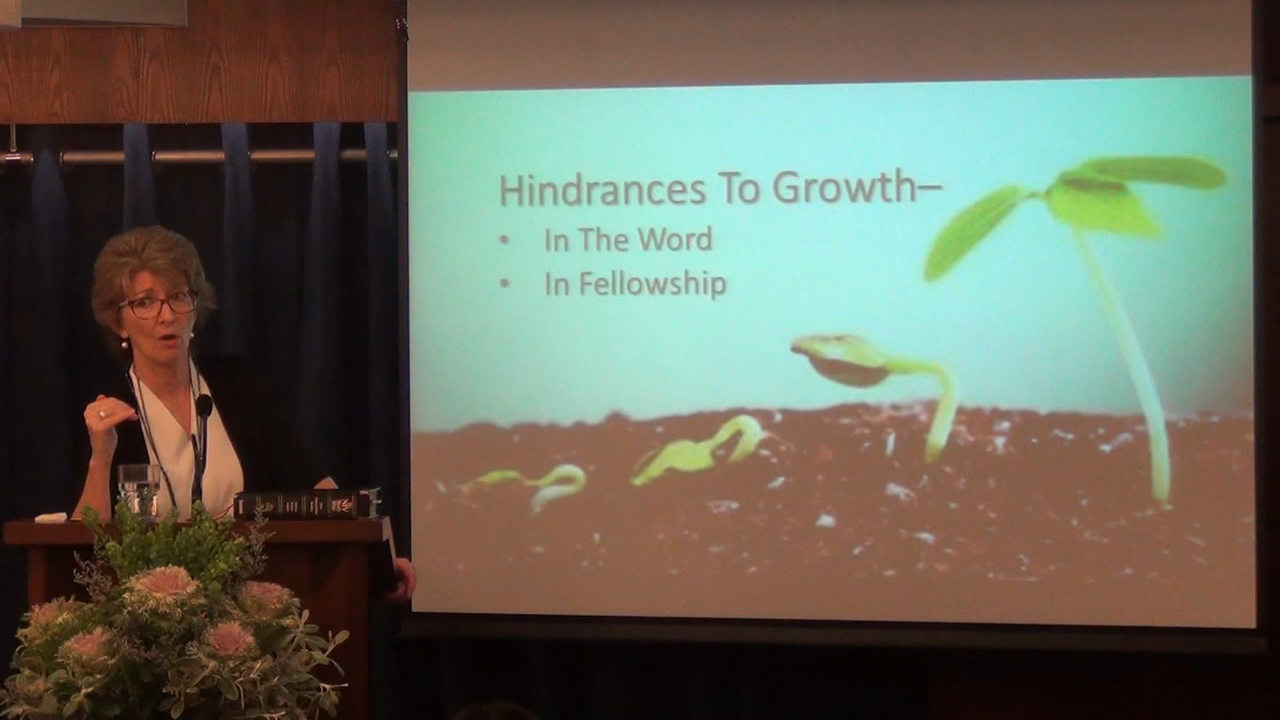 Hindrances To Growth–
• In The Word
• In Fellowship